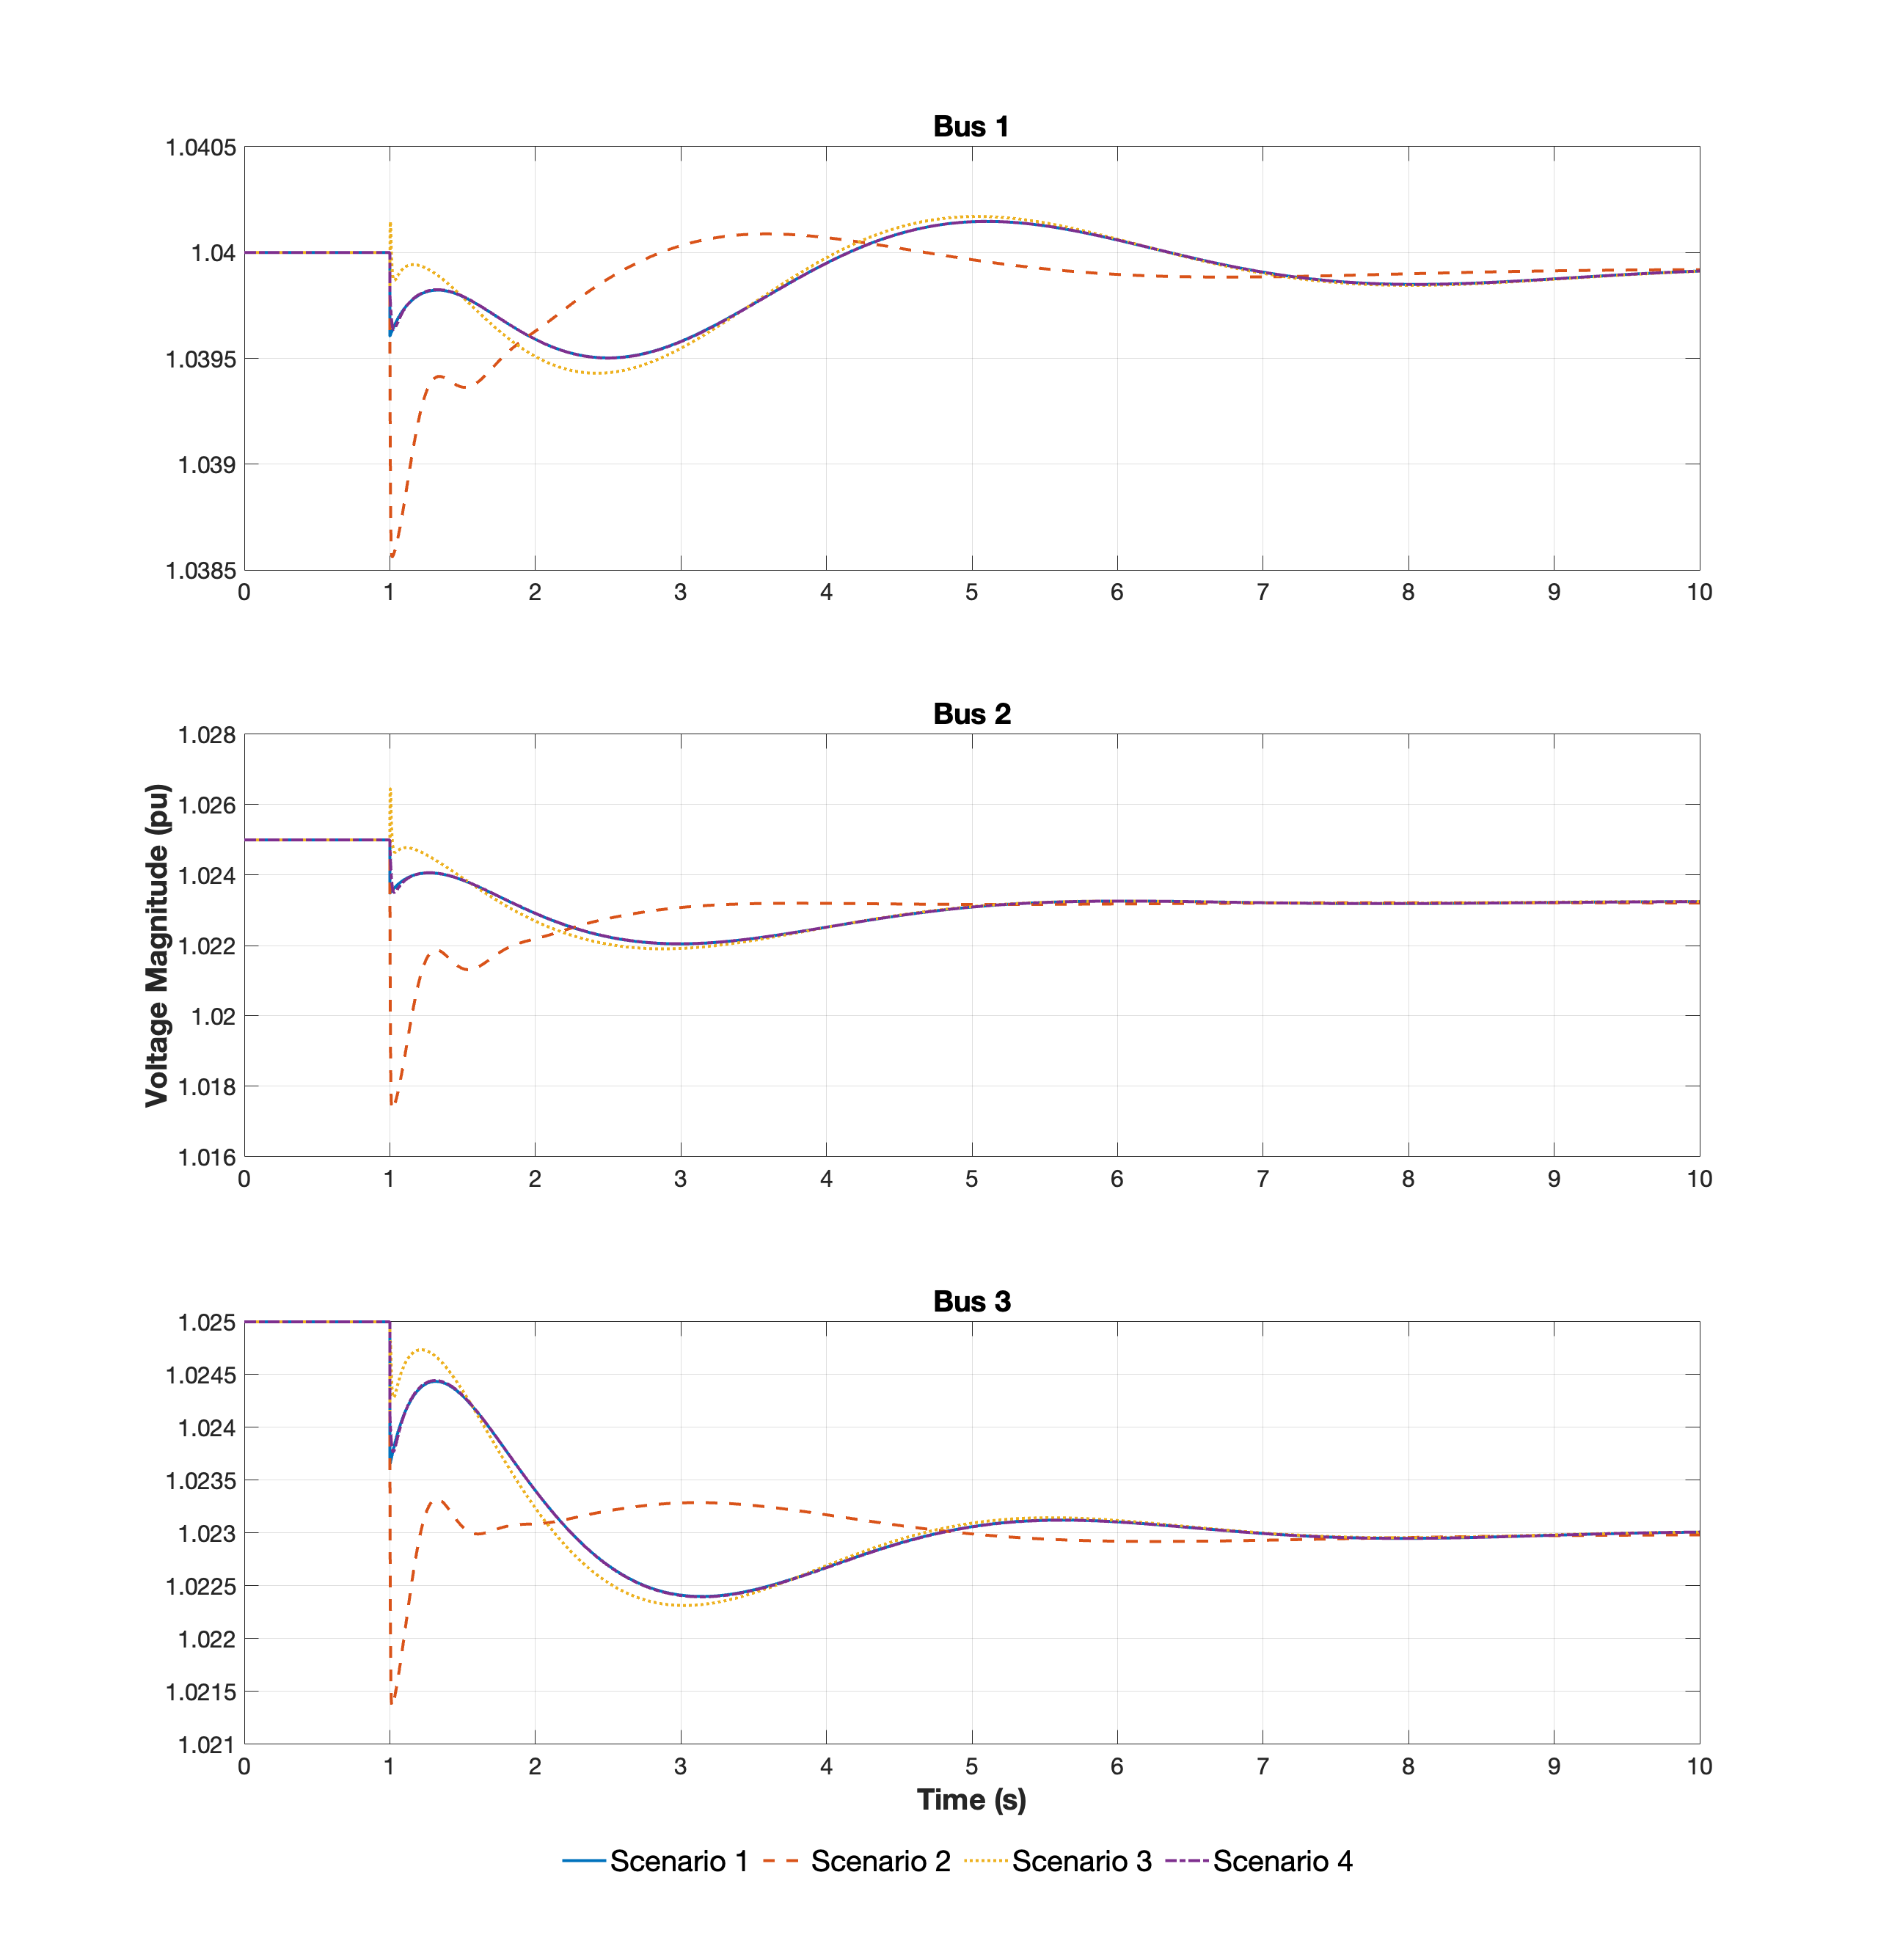 Bus 1
1.0405
1.04
1.0395
1.039
1.0385
0 1 2 3 4 5 6 7 8 9 10
Bus 2
Voltage Magnitude (pu)
1.028
1.026
1.024
1.022
1.02
1.018
1.016
0 1 2 3 4 5 6 7 8 9 10
Bus 3
1.025
1.0245
1.024
1.0235
1.023
1.0225
1.022
1.0215
1.021
0 1 2 3 4 5 6 7 8 9 10
Time (s)
Scenario 1 Scenario 2 Scenario 3 Scenario 4